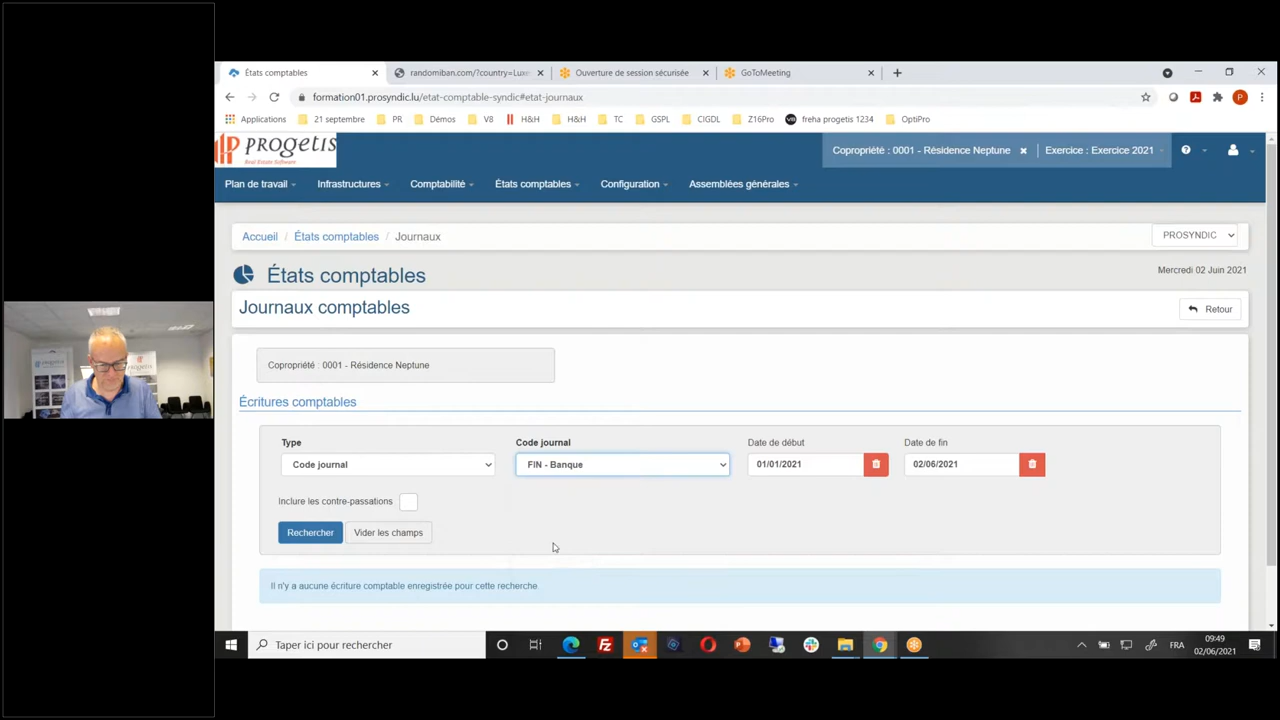 États comptables
randomiban.com/?country=Luxe
Ouverture de session sécurisée
GoToMeeting
formation01.prosyndic.lu/etat-comptable-syndic#etat-journaux
P
Applications
21 septembre
PR
Démos
V8
H&H
H&H
TC
GSPL
CIGDL
Z16Pro
freha progetis 1234
OptiPro
PROGETIS
Real Estate Software
Copropriété : 0001 - Résidence Neptune
Exercice : Exercice 2021
Plan de travail
Infrastructures
Comptabilité
États comptables
Configuration
Assemblées générales
Accueil / États comptables / Journaux
PROSYNDIC
États comptables
Mercredi 02 Juin 2021
Journaux comptables
Retour
Copropriété : 0001 - Résidence Neptune
Écritures comptables
Type
Code journal
Date de début
Date de fin
Code journal
FIN - Banque
01/01/2021
02/06/2021
Inclure les contre-passations
Rechercher
Vider les champs
Il n'y a aucune écriture comptable enregistrée pour cette recherche.
Taper ici pour rechercher
FRA
09:49
02/06/2021